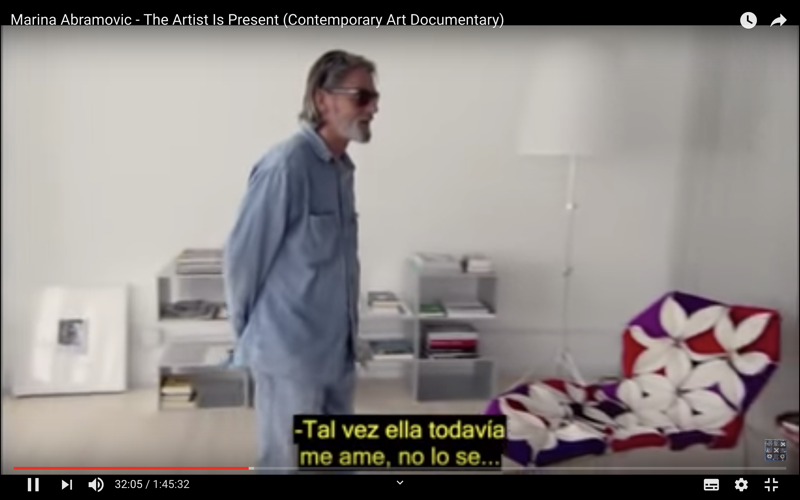 Marina Abramovic - The Artist Is Present (Contemporary Art Documentary)
-Tal vez ella todavía
me ame, no lo se...
32:05 / 1:45:32